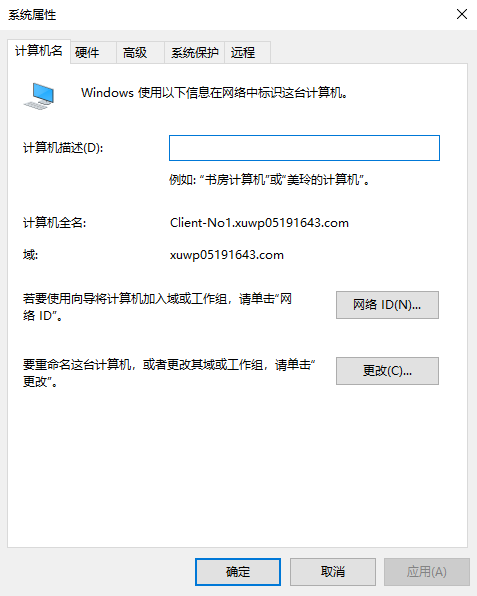 系统属性
计算机名 硬件 高级 系统保护 远程
Windows 使用以下信息在网络中标识这台计算机。
计算机描述(D):
例如: “书房计算机”或“美玲的计算机”。
计算机全名: Client-No1.xuwp05191643.com
域: xuwp05191643.com
若要使用向导将计算机加入域或工作组，请单击“网
络 ID”。
网络 ID(N)...
要重命名这台计算机，或者更改其域或工作组，请单击“
更改”。
更改(C)...
确定 取消 应用(A)